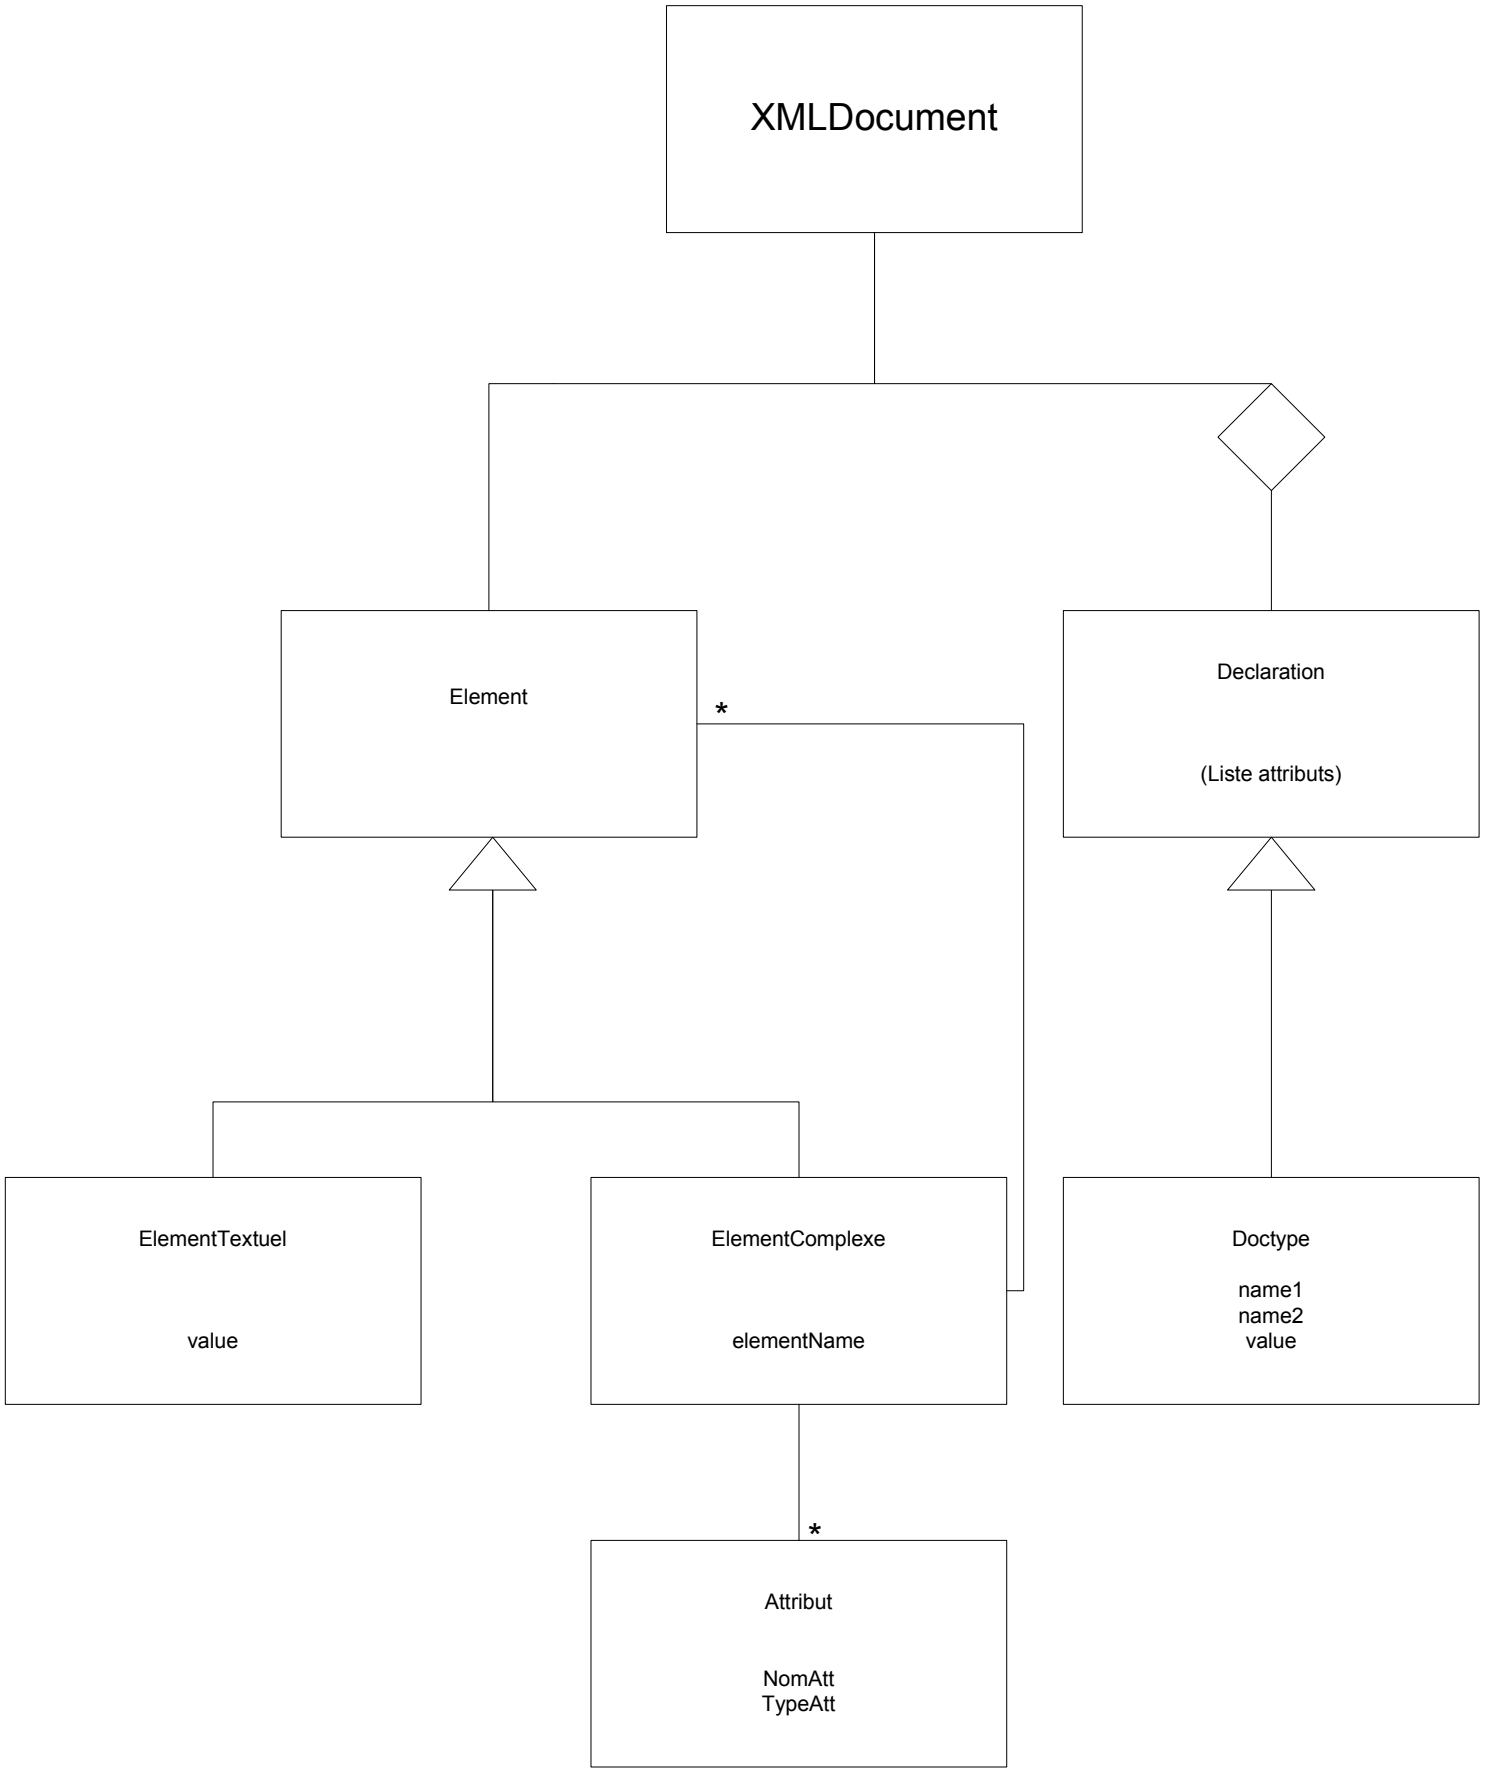 XMLDocument
Element
*
Declaration
(Liste attributs)
ElementTextuel
value
ElementComplexe
elementName
Doctype
name1
name2
value
*
Attribut
NomAtt
TypeAtt